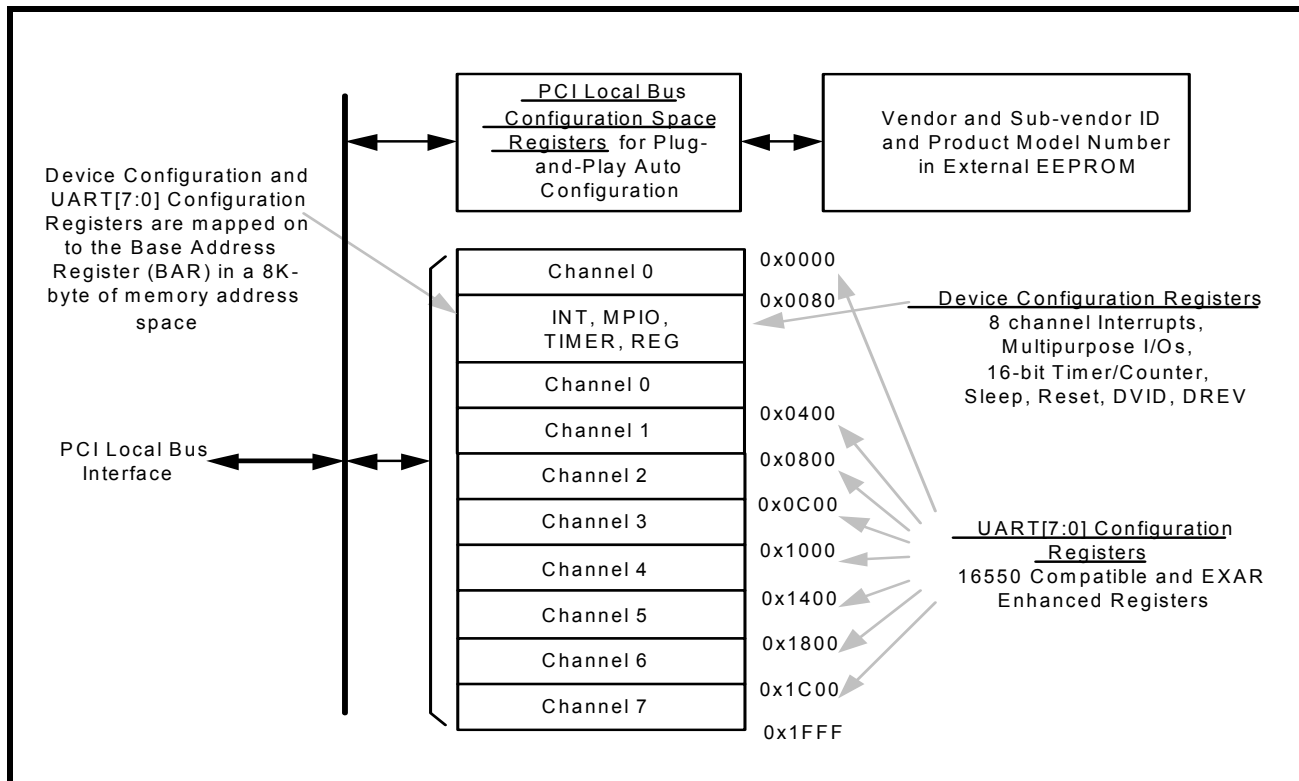 PCI Local Bus
Configuration Space
Registers for Plug-
and-Play Auto
Configuration
Vendor and Sub-vendor ID
and Product Model Number
in External EEPROM
Device Configuration and
UART[7:0] Configuration
Registers are mapped on
to the Base Address
Register (BAR) in a 8K-
byte of memory address
space
PCI Local Bus
Interface
Channel 0
INT, MPIO,
TIMER, REG
Channel 0
Channel 1
Channel 2
Channel 3
Channel 4
Channel 5
Channel 6
Channel 7
0x0000
0x0080
0x0400
0x0800
0x0C00
0x1000
0x1400
0x1800
0x1C00
0x1FFF
Device Configuration Registers
8 channel Interrupts,
Multipurpose I/Os,
16-bit Timer/Counter,
Sleep, Reset, DVID, DREV
UART[7:0] Configuration
Registers
16550 Compatible and EXAR
Enhanced Registers